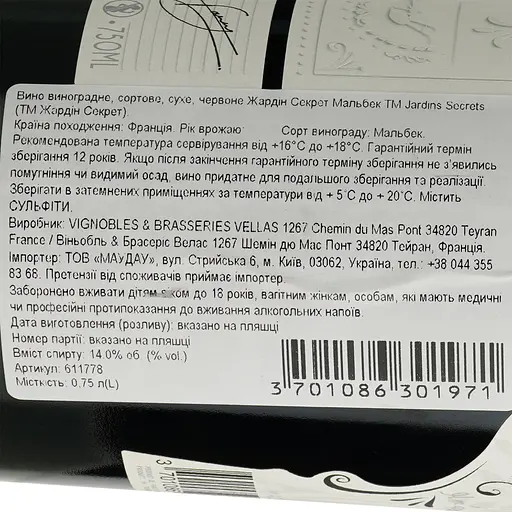 750ML
Вино виноградне, сортове, сухе, червоне Жардін Секрет Мальбек ТМ Jardins Secrets
(ТМ Жардін Секрет).
Країна походження: Франція. Рік врожаю: Сорт винограду: Мальбек.
Рекомендована температура сервірування від +16°С до +18°С. Гарантійний термін
зберігання 12 років. Якщо після закінчення гарантійного терміну зберігання не з'явились
помутніння чи видимий осад, вино придатне для подальшого зберігання та реалізації.
Зберігати в затемнених приміщеннях за температури від + 5°С до + 20°С. Містить
СУЛЬФІТИ.
Виробник: VIGNOBLES & BRASSERIES VELLAS 1267 Chemin du Mas Pont 34820 Teyran
France / Віньобль & Брасеріє Велас 1267 Шемін дю Мас Понт 34820 Тейран, Франція.
Імпортер: ТОВ «МАУДАУ», вул. Стрийська 6, м. Київ, 03062, Україна, тел.: +38 044 355
83 68. Претензії від споживачів приймає імпортер.
Заборонено вживати дітям віком до 18 років, вагітним жінкам, особам, які мають медичні
чи професійні протипоказання до вживання алкогольних напоїв.
Дата виготовлення (розливу): вказано на пляшці
Номер партії: вказано на пляшці
Вміст спирту: 14.0% об. (% vol.)
Артикул: 611778
Місткість: 0,75 л(L)
3 701086 301971
3 701086